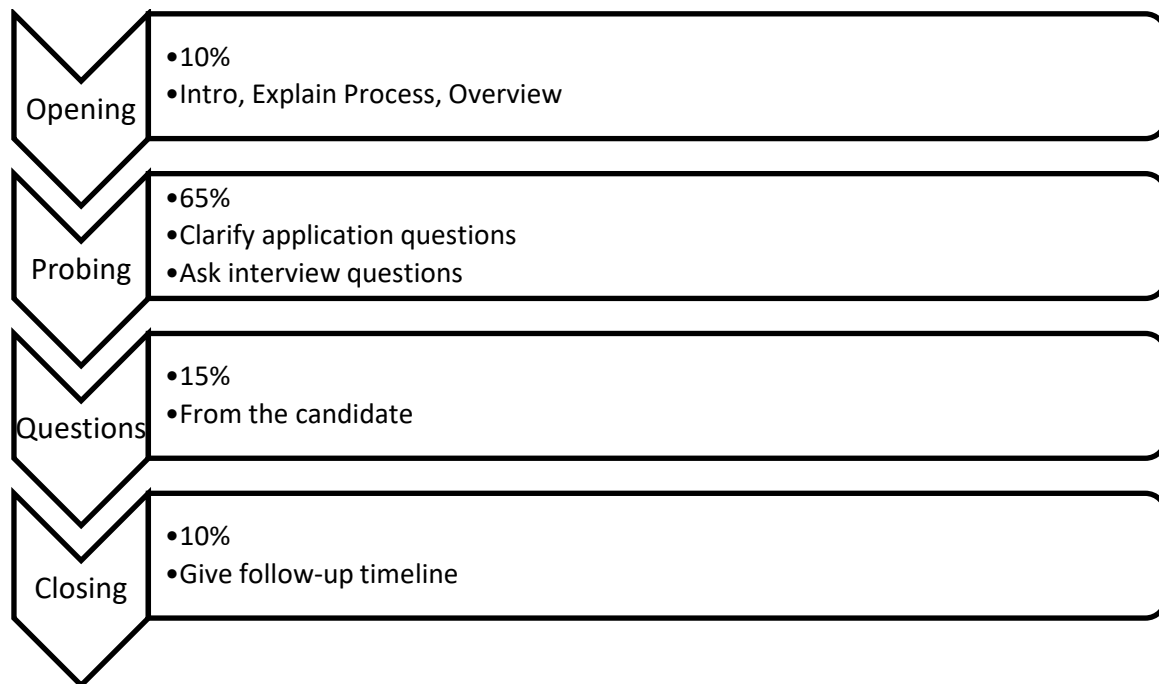 Opening
•10%
•Intro, Explain Process, Overview
Probing
•65%
•Clarify application questions
•Ask interview questions
Questions
•15%
•From the candidate
Closing
•10%
•Give follow-up timeline